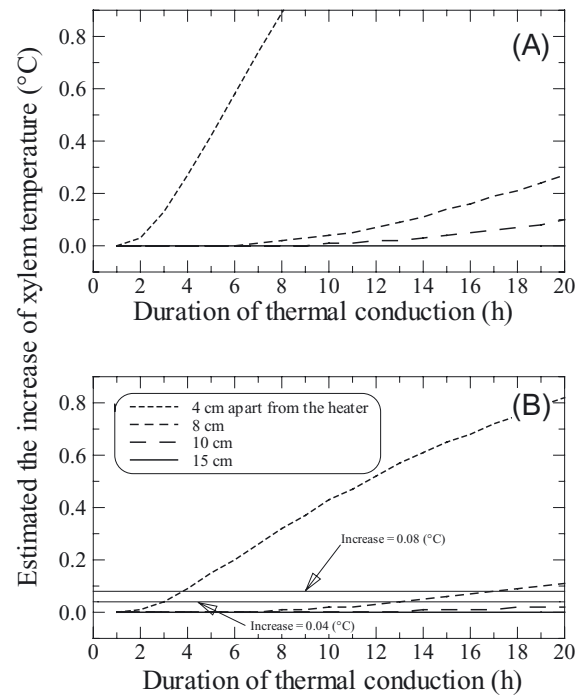 Estimated the increase of xylem temperature (°C)
(A)
0.8
0.6
0.4
0.2
0.0
0 2 4 6 8 10 12 14 16 18 20
Duration of thermal conduction (h)
(B)
4 cm apart from the heater
8 cm
10 cm
15 cm
0.8
0.6
0.4
0.2
0.0
Increase = 0.08 (°C)
Increase = 0.04 (°C)
0 2 4 6 8 10 12 14 16 18 20
Duration of thermal conduction (h)